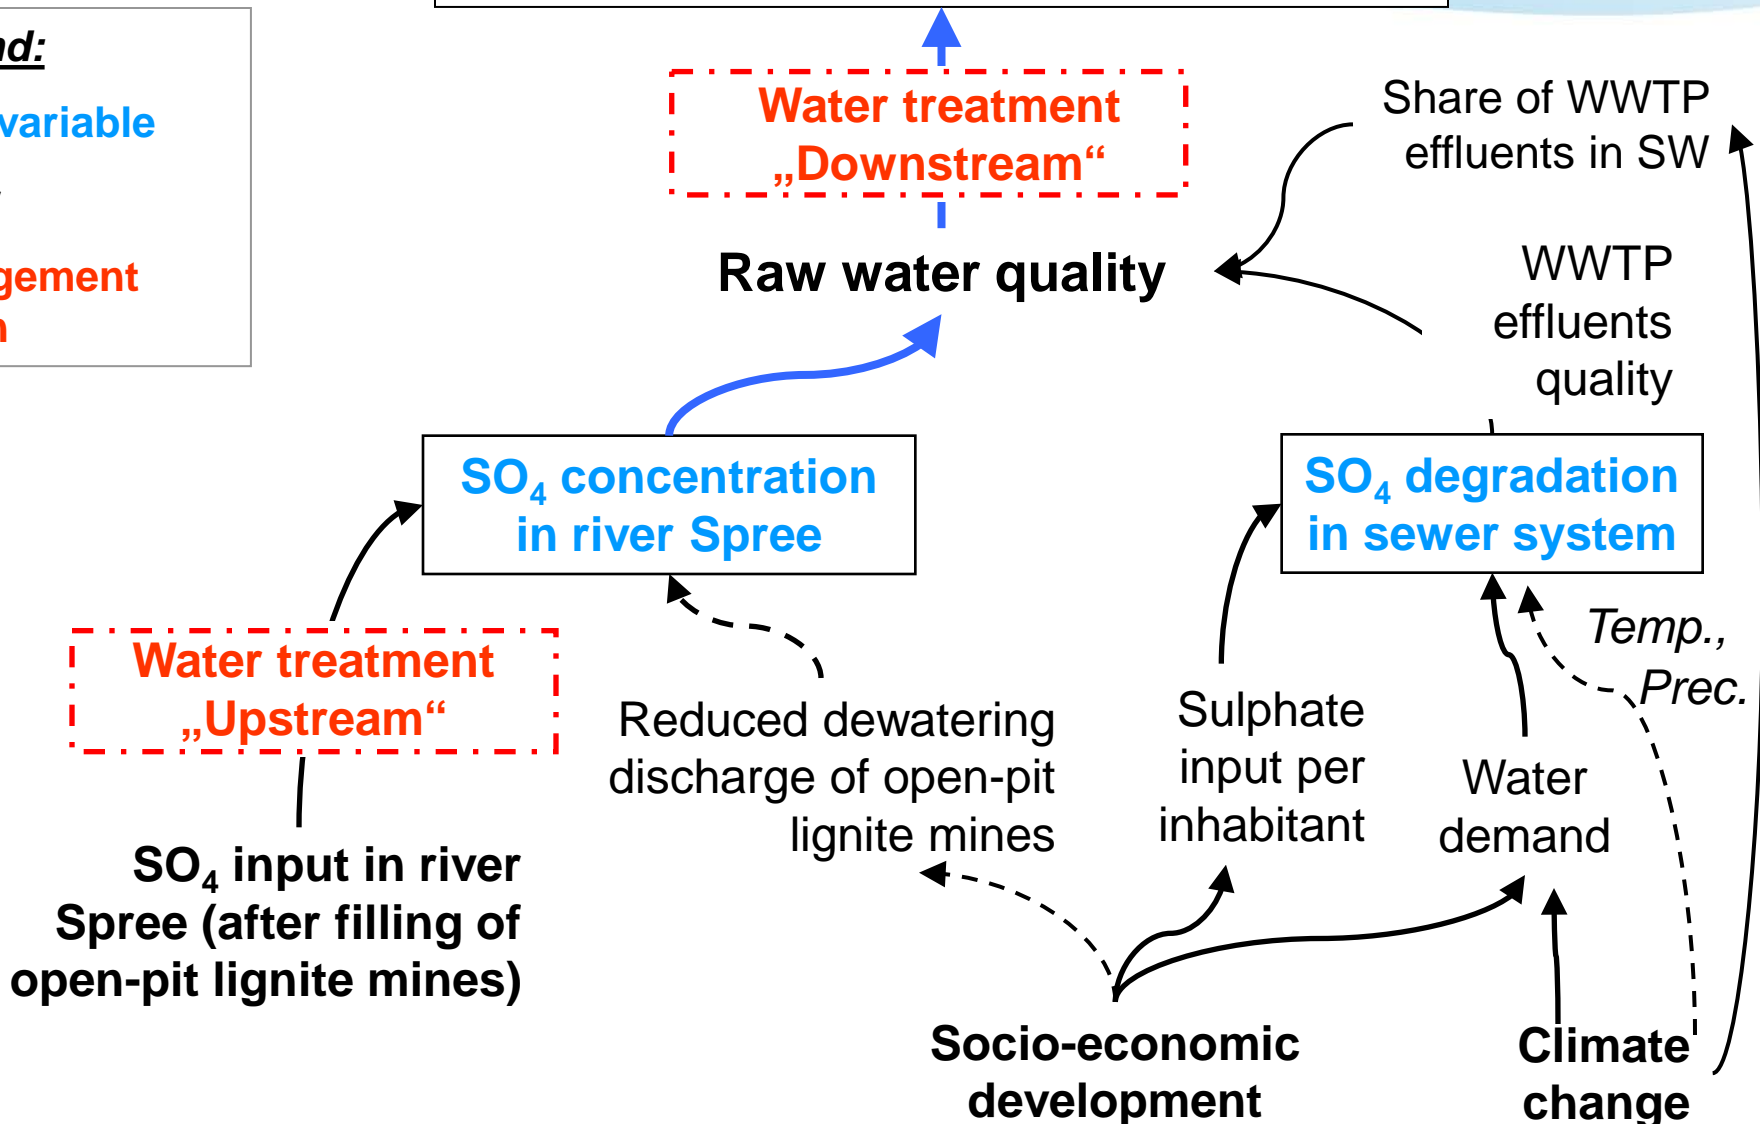 nd:
variable
gement
Water treatment
„Downstream“
Share of WWTP
effluents in SW
Raw water quality
WWTP
effluents
quality
SO₄ concentration
in river Spree
SO₄ degradation
in sewer system
Temp.,
Prec.
Water treatment
„Upstream“
Reduced dewatering
discharge of open-pit
lignite mines
Sulphate
input per
inhabitant
Water
demand
SO₄ input in river
Spree (after filling of
open-pit lignite mines)
Socio-economic
development
Climate
change